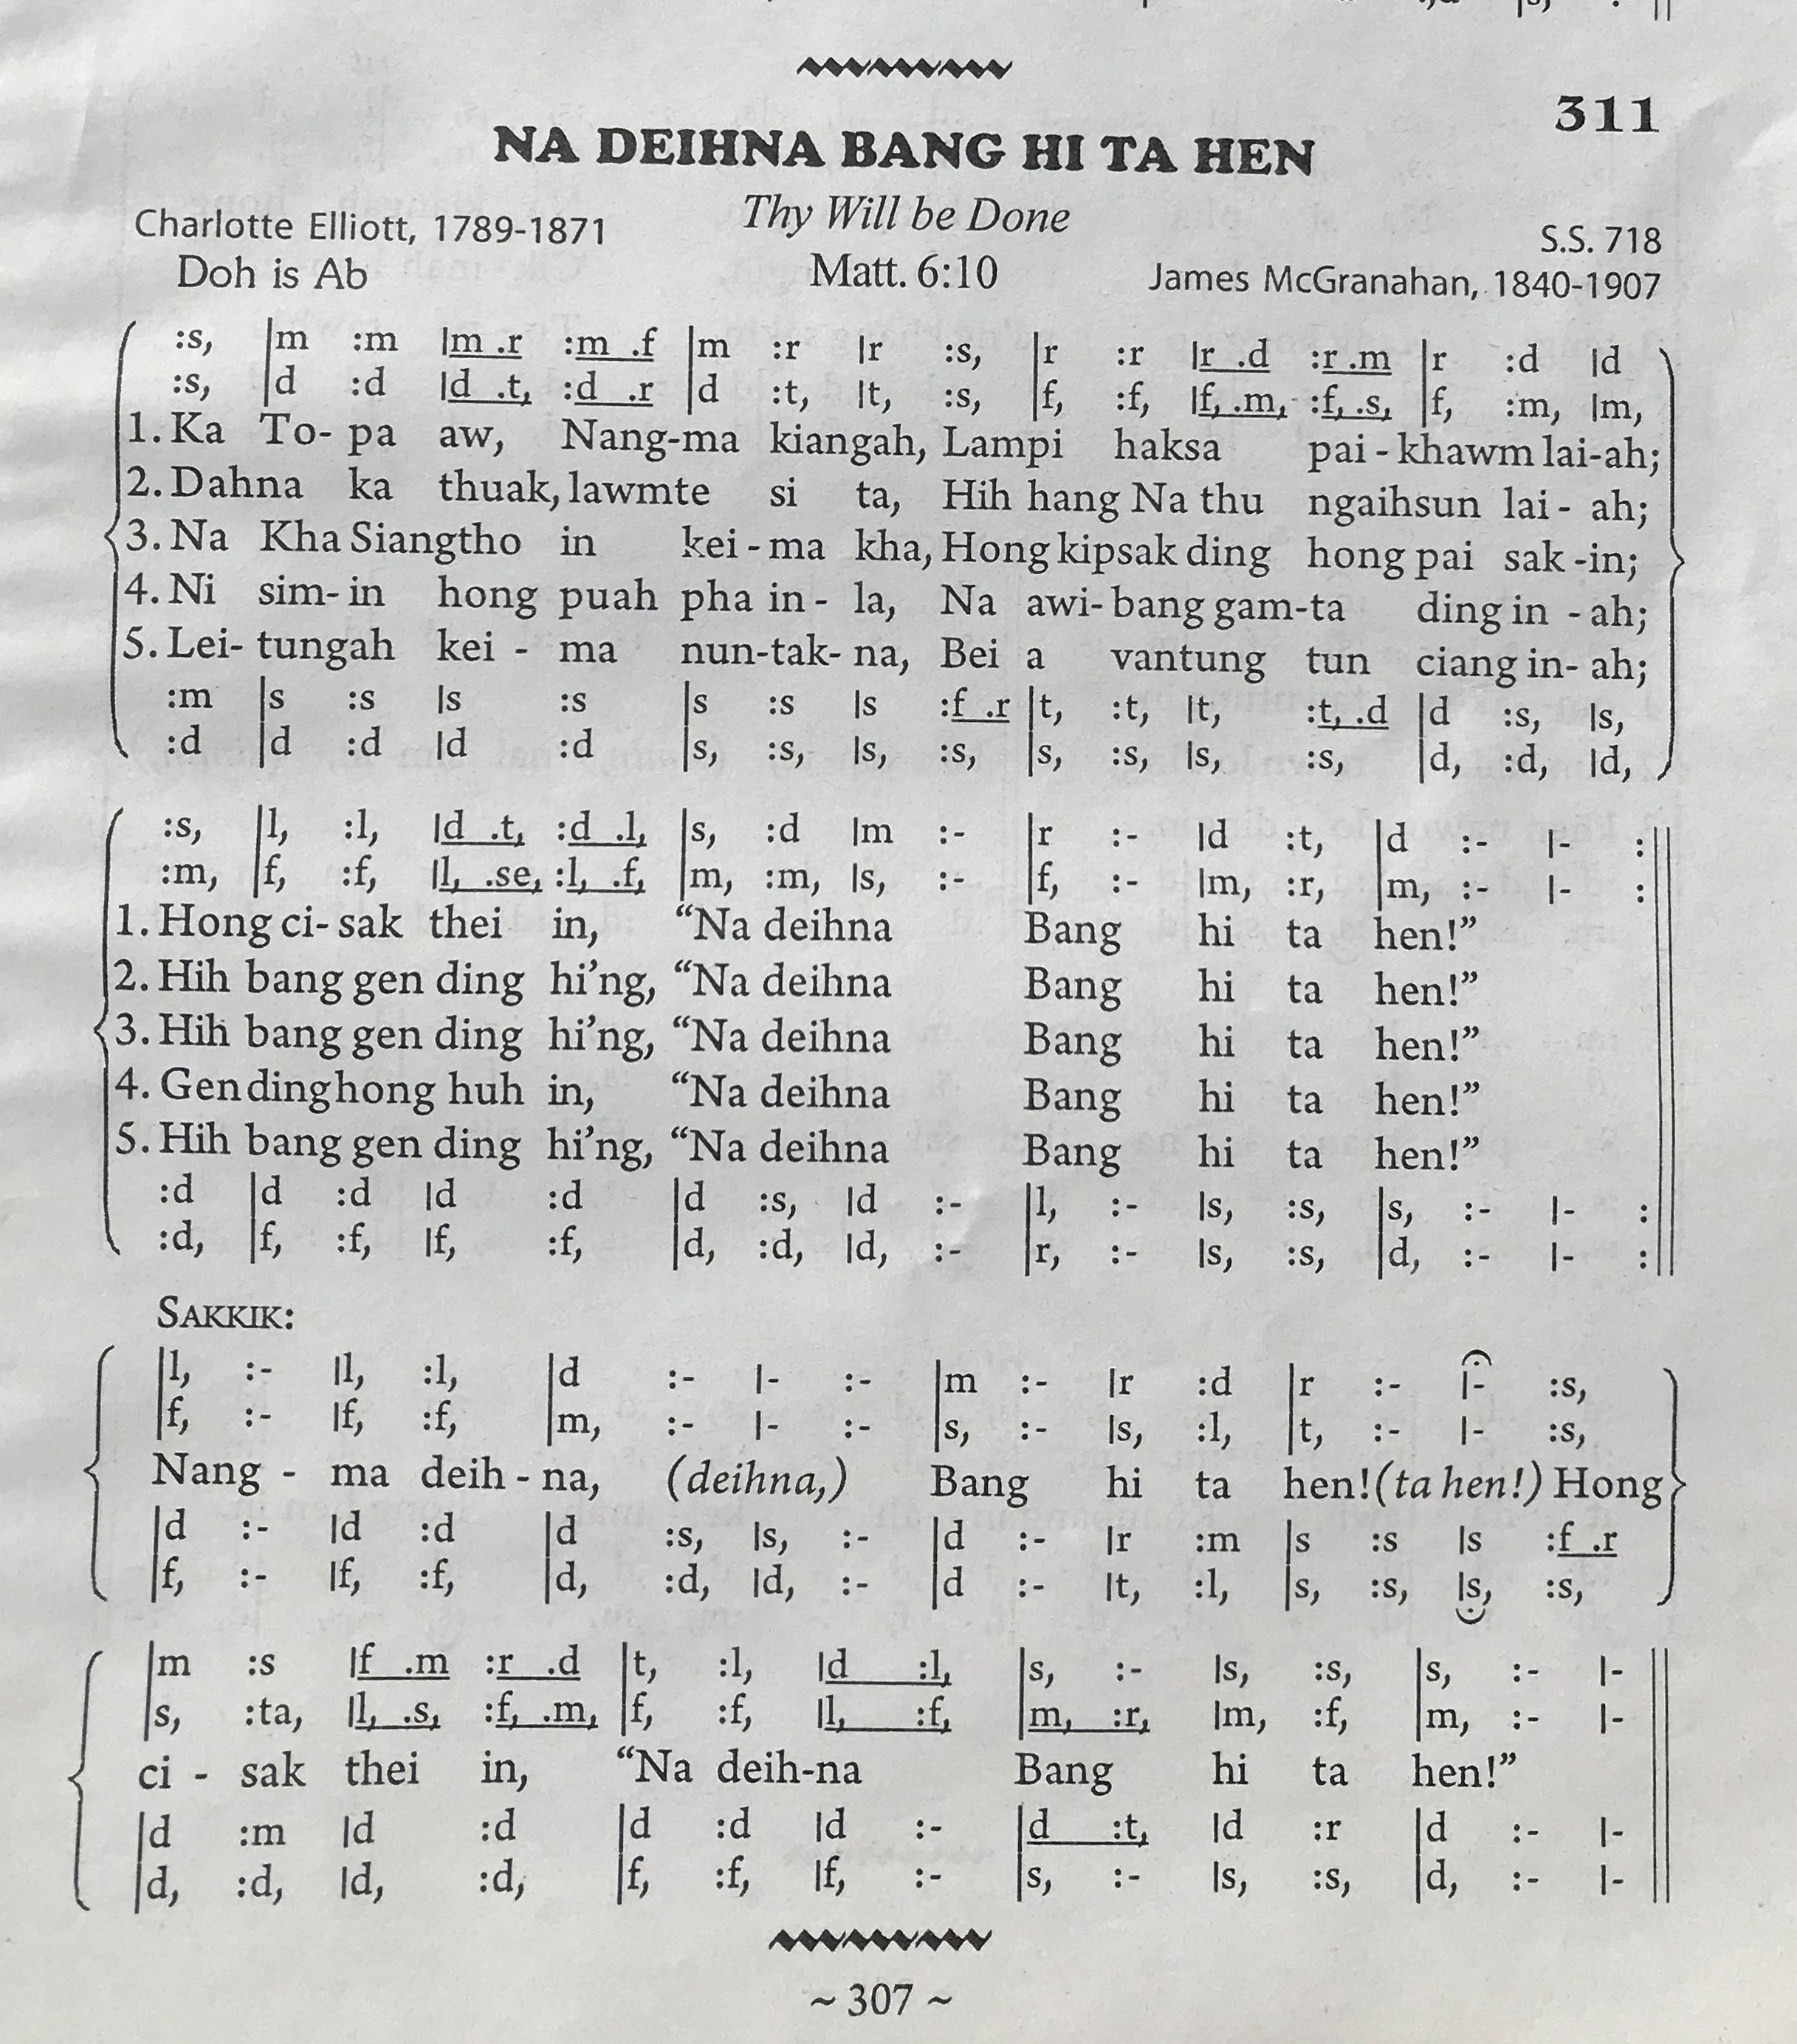 311
NA DEIHNA BANG HI TA HEN
Charlotte Elliott, 1789-1871 Thy Will be Done S.S. 718
Doh is Ab Matt. 6:10 James McGranahan, 1840-1907
:s, |m :m |m .r :m .f |m :r |r :s, |r :r |r .d :r .m |r :d |d
:s, |d :d |d .t, :d .r |d :t, |t, :s, |f, :f, |f, .m, :f, .s, |f, :m, |m,
1. Ka To- pa aw, Nang-ma kiangah, Lampi haksa pai - khawm lai-ah;
2. Dahna ka thuak, lawmte si ta, Hih hang Na thu ngaihsun lai - ah;
3. Na Kha Siangtho in kei - ma kha, Hong kipsak ding hong pai sak -in;
4. Ni sim- in hong puah pha in - la, Na awi- bang gam-ta ding in - ah;
5. Lei- tungah kei - ma nun-tak- na, Bei a vantung tun ciang in- ah;
:m |s :s |s :s |s :s |s :f .r |t, :t, |t, :t, .d |d :s, |s,
:d |d :d |d :d |s, :s, |s, :s, |s, :s, |s, :s, |d, :d, |d,
:s, |l, :l, |d .t, :d .l, |s, :d |m :- |r :- |d :t, |d :- |- :
:m, |f, :f, |l, .se, :l, .f, |m, :m, |s, :- |f, :- |m, :r, |m, :- |- :
1. Hong ci- sak thei in, “Na deihna Bang hi ta hen!”
2. Hih bang gen ding hi’ng, “Na deihna Bang hi ta hen!”
3. Hih bang gen ding hi’ng, “Na deihna Bang hi ta hen!”
4. Gen ding hong huh in, “Na deihna Bang hi ta hen!”
5. Hih bang gen ding hi’ng, “Na deihna Bang hi ta hen!”
:d |d :d |d :d |d :s, |d :- |l, :- |s, :s, |s, :- |- :
:d, |f, :f, |f, :f, |d, :d, |d, :- |r, :- |s, :s, |d, :- |- :
SAKKIK:
|l, :- |l, :l, |d :- |- :- |m :- |r :d |r :- |- :s,
|f, :- |f, :f, |m, :- |- :- |s, :- |s, :l, |t, :- |- :s,
Nang - ma deih - na, (deihna,) Bang hi ta hen! (ta hen!) Hong
|d :- |d :d |d :s, |s, :- |d :- |r :m |s :s |s :f .r
|f, :- |f, :f, |d, :d, |d, :- |d :- |t, :l, |s, :s, |s, :s,
|m :s |f .m :r .d |t, :l, |d :l, |s, :- |s, :s, |s, :- |-
|s, :ta, |l, .s, :f, .m, |f, :f, |l, :f, |m, :r, |m, :f, |m, :- |-
ci - sak thei in, “Na deih-na Bang hi ta hen!”
|d :m |d :d |d :d |d :- |d :t, |d :r |d :- |-
|d, :d, |d, :d, |f, :f, |f, :- |s, :- |s, :s, |d, :- |-
~ 307 ~